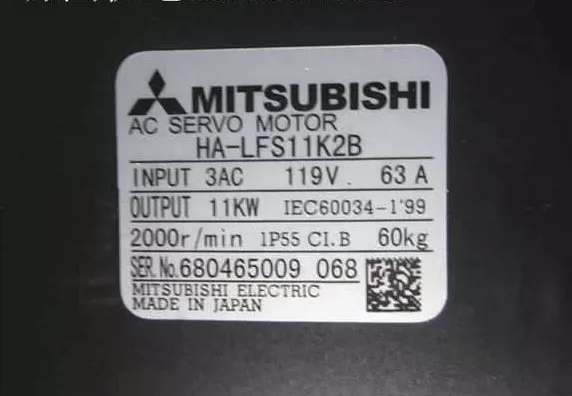 MITSUBISHI
AC SERVO MOTOR
HA-LFS11K2B
INPUT 3AC 119V. 63 A
OUTPUT 11KW IEC60034-1'99
2000r/min 1P55 CI.B 60kg
SER.No.680465009 068
MITSUBISHI ELECTRIC
MADE IN JAPAN